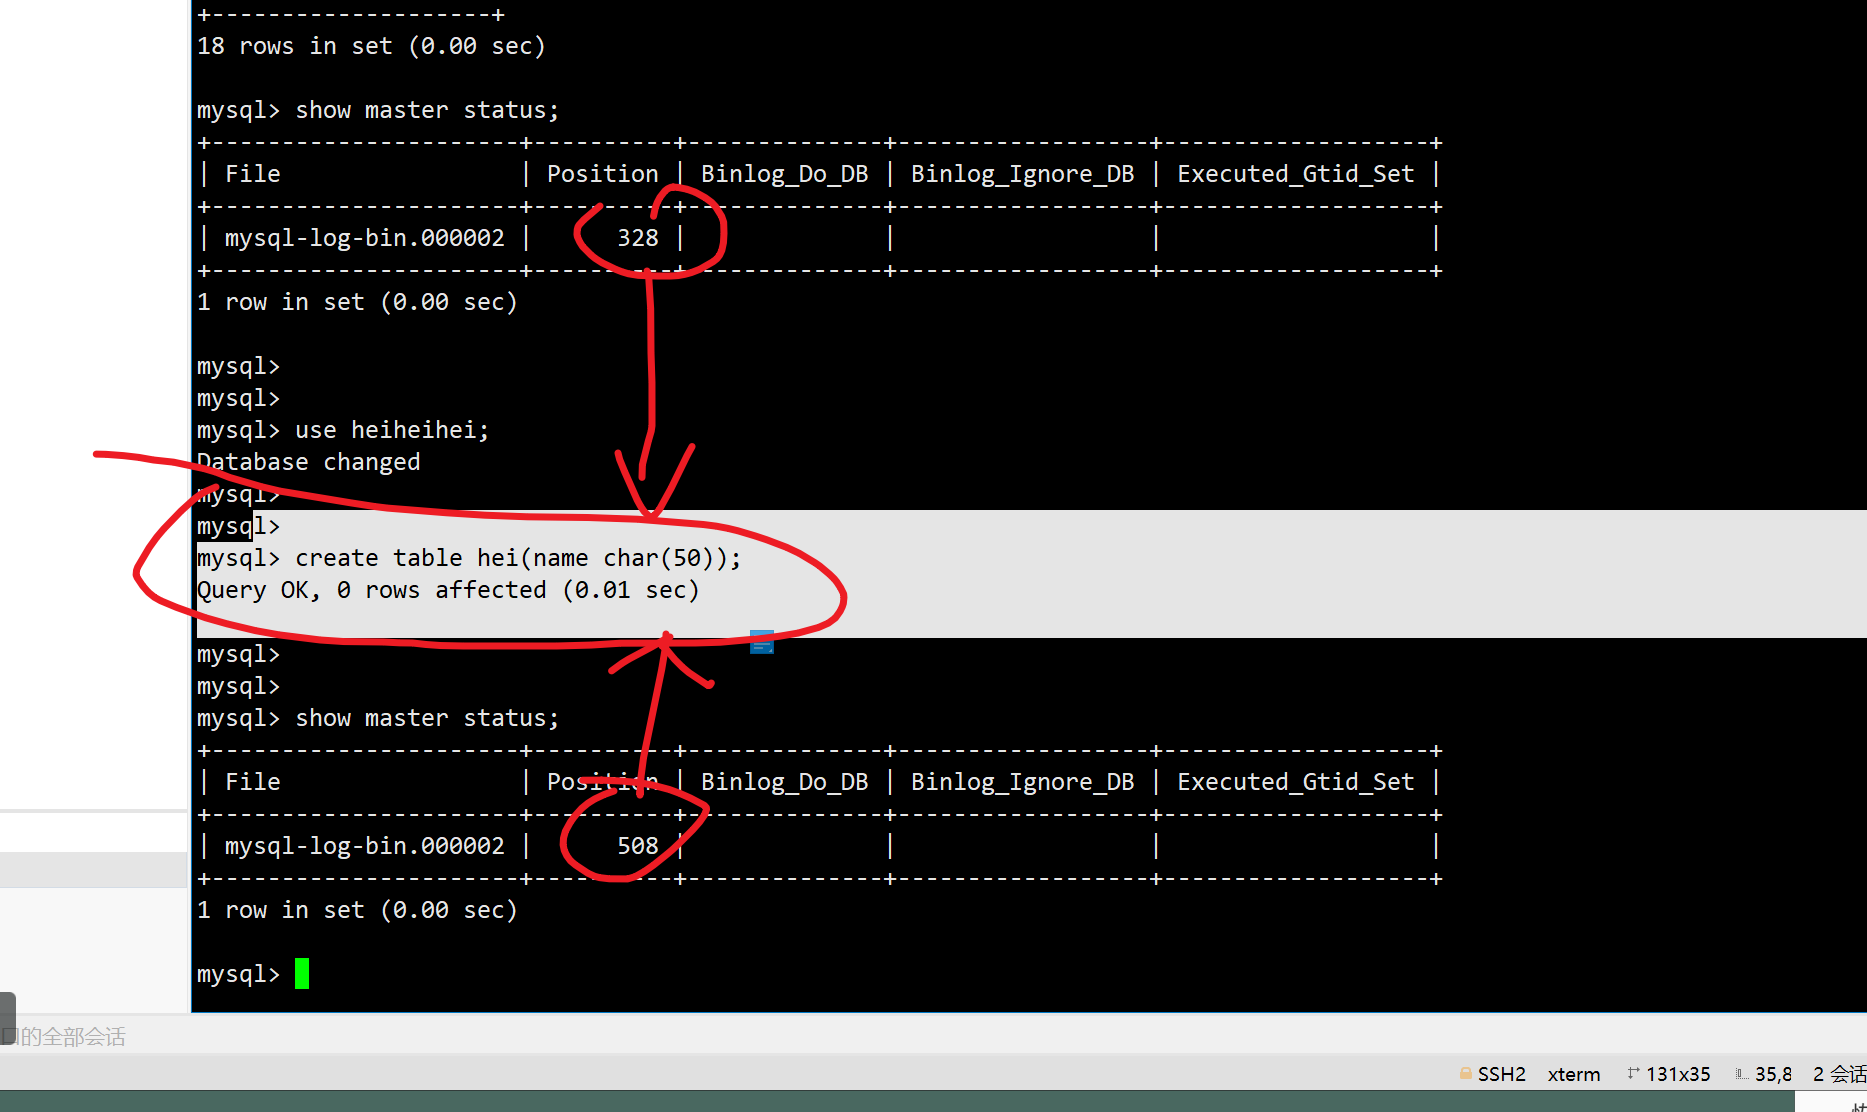 +--------------------+
18 rows in set (0.00 sec)
mysql> show master status;
+----------------------+----------+--------------+------------------+-------------------+
| File                 | Position | Binlog_Do_DB | Binlog_Ignore_DB | Executed_Gtid_Set |
+----------------------+----------+--------------+------------------+-------------------+
| mysql-log-bin.000002 |      328 |              |                  |                   |
+----------------------+----------+--------------+------------------+-------------------+
1 row in set (0.00 sec)
mysql>
mysql>
mysql> use heiheihei;
Database changed
mysql>
mysql>
mysql> create table hei(name char(50));
Query OK, 0 rows affected (0.01 sec)
mysql>
mysql>
mysql> show master status;
+----------------------+----------+--------------+------------------+-------------------+
| File                 | Position | Binlog_Do_DB | Binlog_Ignore_DB | Executed_Gtid_Set |
+----------------------+----------+--------------+------------------+-------------------+
| mysql-log-bin.000002 |      508 |              |                  |                   |
+----------------------+----------+--------------+------------------+-------------------+
1 row in set (0.00 sec)
mysql>
口的全部会话
SSH2 xterm 131x35 35,8 2 会话